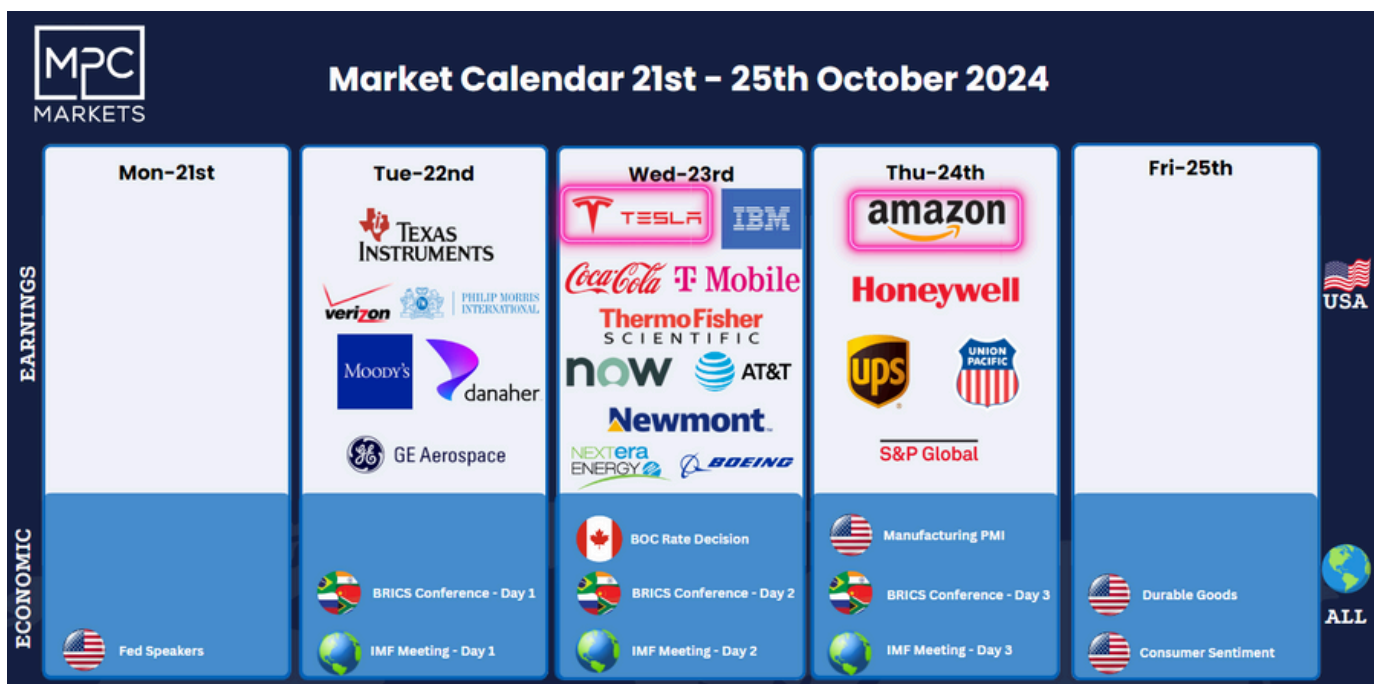 MPC
MARKETS
Market Calendar 21st - 25th October 2024
EARNINGS
Mon-21st
Tue-22nd
TEXAS
INSTRUMENTS
verizon
PHILIP MORRIS
INTERNATIONAL
MOODY'S
danaher
GE Aerospace
Wed-23rd
TESLA
IBM
Coca-Cola
T Mobile
ThermoFisher
SCIENTIFIC
now
AT&T
Newmont
NEXTera
ENERGY
BOEING
Thu-24th
amazon
Honeywell
ups
UNION
PACIFIC
S&P Global
Fri-25th
USA
ECONOMIC
Fed Speakers
BRICS Conference - Day 1
IMF Meeting - Day 1
BOC Rate Decision
BRICS Conference - Day 2
IMF Meeting - Day 2
Manufacturing PMI
BRICS Conference - Day 3
IMF Meeting - Day 3
Durable Goods
Consumer Sentiment
ALL